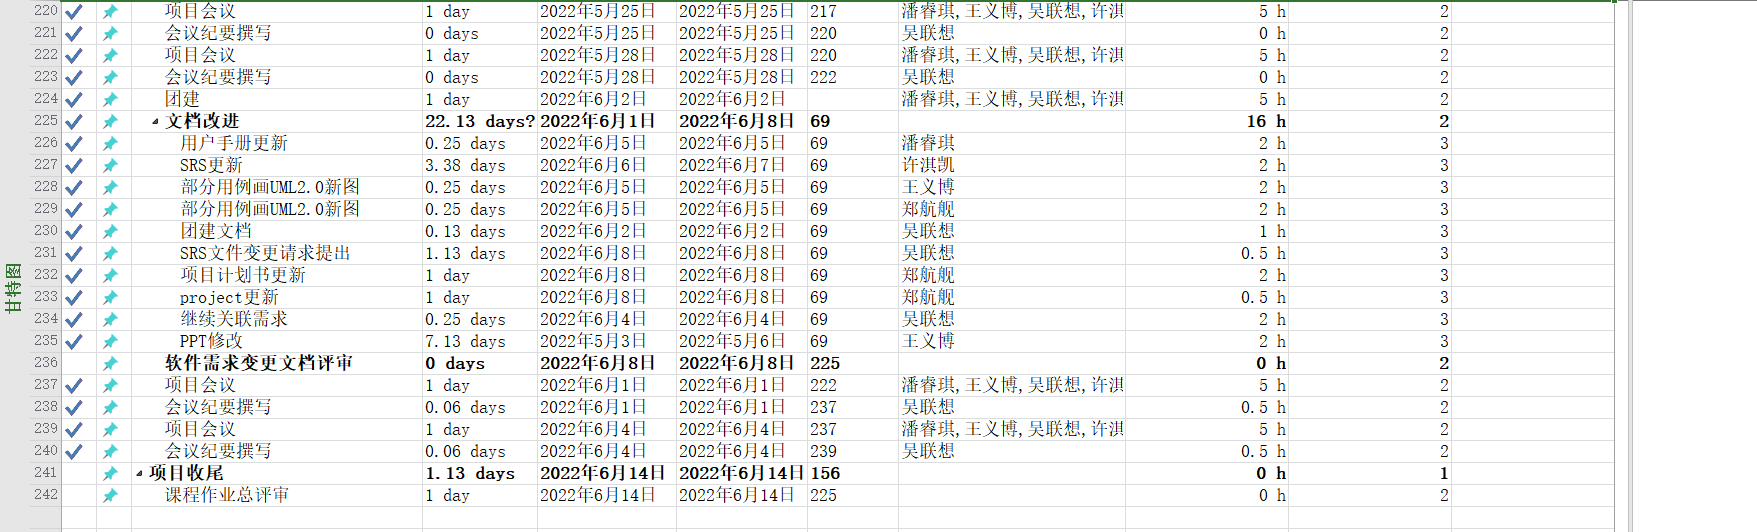 220 项目会议 1 day 2022年5月25日 2022年5月25日 217 潘睿琪,王义博,吴联想,许淇 5 h 2
221 会议纪要撰写 0 days 2022年5月25日 2022年5月25日 220 吴联想 0 h 2
222 项目会议 1 day 2022年5月28日 2022年5月28日 220 潘睿琪,王义博,吴联想,许淇 5 h 2
223 会议纪要撰写 0 days 2022年5月28日 2022年5月28日 222 吴联想 0 h 2
224 团建 1 day 2022年6月2日 2022年6月2日 潘睿琪,王义博,吴联想,许淇 5 h 2
225 文档改进 22.13 days? 2022年6月1日 2022年6月8日 69 16 h 2
226 用户手册更新 0.25 days 2022年6月5日 2022年6月5日 69 潘睿琪 2 h 3
227 SRS更新 3.38 days 2022年6月6日 2022年6月7日 69 许淇凯 2 h 3
228 部分用例画UML2.0新图 0.25 days 2022年6月5日 2022年6月5日 69 王义博 2 h 3
229 部分用例画UML2.0新图 0.25 days 2022年6月5日 2022年6月5日 69 郑航舰 2 h 3
230 团建文档 0.13 days 2022年6月2日 2022年6月2日 69 吴联想 1 h 3
231 SRS文件变更请求提出 1.13 days 2022年6月8日 2022年6月8日 69 吴联想 0.5 h 3
232 项目计划书更新 1 day 2022年6月8日 2022年6月8日 69 郑航舰 2 h 3
233 project更新 1 day 2022年6月8日 2022年6月8日 69 郑航舰 0.5 h 3
234 继续关联需求 0.25 days 2022年6月4日 2022年6月4日 69 吴联想 2 h 3
235 PPT修改 7.13 days 2022年5月3日 2022年5月6日 69 王义博 2 h 3
236 软件需求变更文档评审 0 days 2022年6月8日 2022年6月8日 225 0 h 2
237 项目会议 1 day 2022年6月1日 2022年6月1日 222 潘睿琪,王义博,吴联想,许淇 5 h 2
238 会议纪要撰写 0.06 days 2022年6月1日 2022年6月1日 237 吴联想 0.5 h 2
239 项目会议 1 day 2022年6月4日 2022年6月4日 237 潘睿琪,王义博,吴联想,许淇 5 h 2
240 会议纪要撰写 0.06 days 2022年6月4日 2022年6月4日 239 吴联想 0.5 h 2
241 项目收尾 1.13 days 2022年6月14日 2022年6月14日 156 0 h 1
242 课程作业总评审 1 day 2022年6月14日 2022年6月14日 225 0 h 2
甘特图